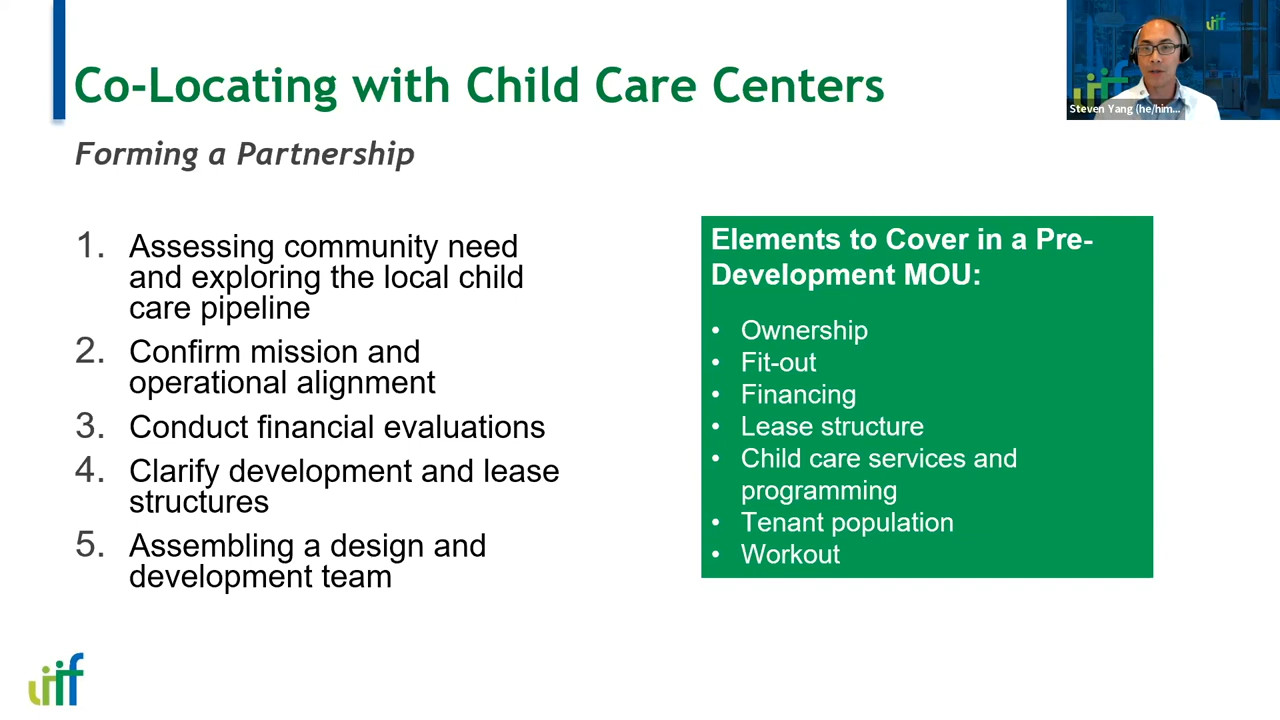 Co-Locating with Child Care Centers
Forming a Partnership
1. Assessing community need
and exploring the local child
care pipeline
2. Confirm mission and
operational alignment
3. Conduct financial evaluations
4. Clarify development and lease
structures
5. Assembling a design and
development team
Elements to Cover in a Pre-
Development MOU:
• Ownership
• Fit-out
• Financing
• Lease structure
• Child care services and
programming
• Tenant population
• Workout
Steven Yang (he/him...
liif